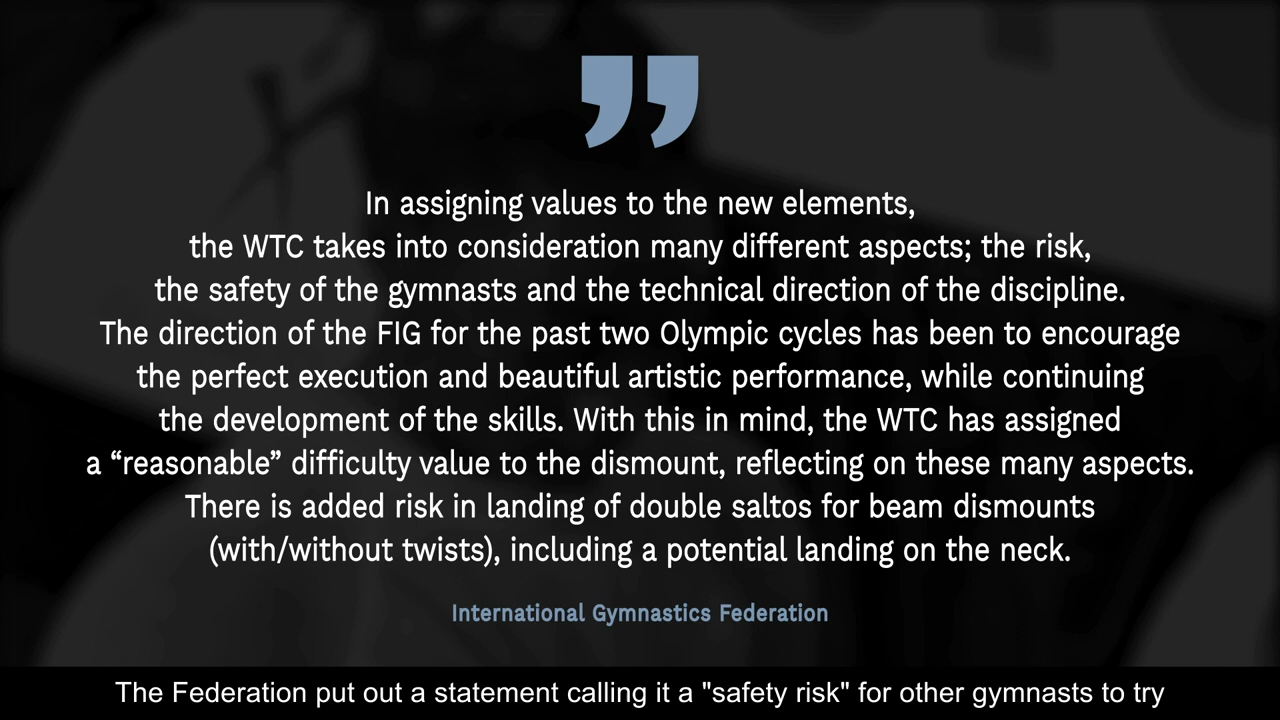 ”
In assigning values to the new elements,
the WTC takes into consideration many different aspects; the risk,
the safety of the gymnasts and the technical direction of the discipline.
The direction of the FIG for the past two Olympic cycles has been to encourage
the perfect execution and beautiful artistic performance, while continuing
the development of the skills. With this in mind, the WTC has assigned
a “reasonable” difficulty value to the dismount, reflecting on these many aspects.
There is added risk in landing of double saltos for beam dismounts
(with/without twists), including a potential landing on the neck.
International Gymnastics Federation
The Federation put out a statement calling it a "safety risk" for other gymnasts to try